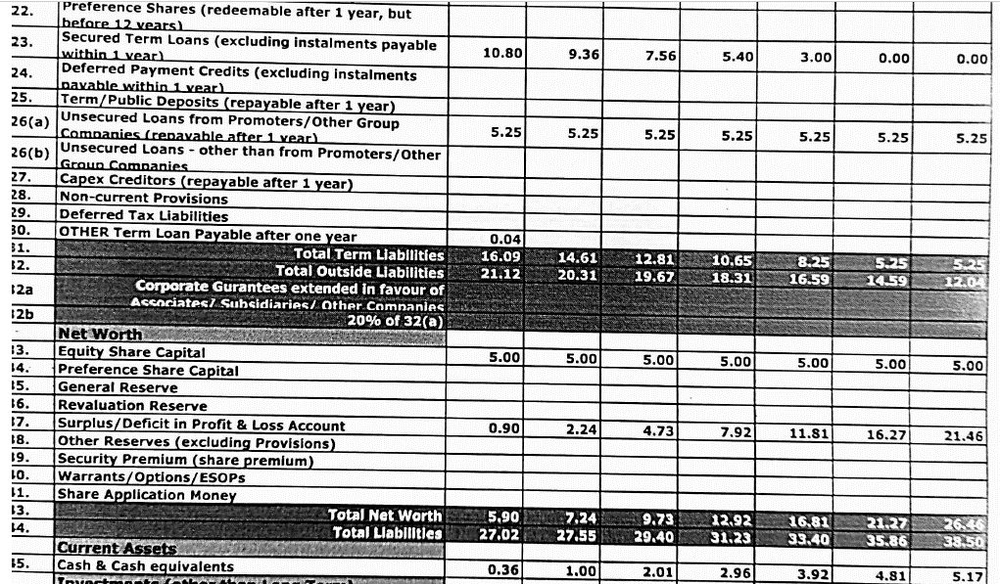 22. Preference Shares (redeemable after 1 year, but
before 12 years)
23. Secured Term Loans (excluding instalments payable
within 1 year) 10.80 9.36 7.56 5.40 3.00 0.00 0.00
24. Deferred Payment Credits (excluding instalments
payable within 1 year)
25. Term/Public Deposits (repayable after 1 year)
26(a) Unsecured Loans from Promoters/Other Group
Companies (repayable after 1 year) 5.25 5.25 5.25 5.25 5.25 5.25 5.25
26(b) Unsecured Loans - other than from Promoters/Other
Group Companies
27. Capex Creditors (repayable after 1 year)
28. Non-current Provisions
29. Deferred Tax Liabilities
30. OTHER Term Loan Payable after one year 0.04
31. Total Term Liabilities 16.09 14.61 12.81 10.65 8.25 5.25 5.25
32. Total Outside Liabilities 21.12 20.31 19.67 18.31 16.59 14.59 12.04
32a Corporate Gurantees extended in favour of
Associates/ Subsidiaries/ Other Companies
32b 20% of 32(a)
Net Worth
33. Equity Share Capital 5.00 5.00 5.00 5.00 5.00 5.00 5.00
34. Preference Share Capital
35. General Reserve
36. Revaluation Reserve
37. Surplus/Deficit in Profit & Loss Account 0.90 2.24 4.73 7.92 11.81 16.27 21.46
38. Other Reserves (excluding Provisions)
39. Security Premium (share premium)
40. Warrants/Options/ESOPs
41. Share Application Money
43. Total Net Worth 5.90 7.24 9.73 12.92 16.81 21.27 26.46
44. Total Liabilities 27.02 27.55 29.40 31.23 33.40 35.86 38.50
Current Assets
45. Cash & Cash equivalents 0.36 1.00 2.01 2.96 3.92 4.81 5.17
Investments (other than Long Term)